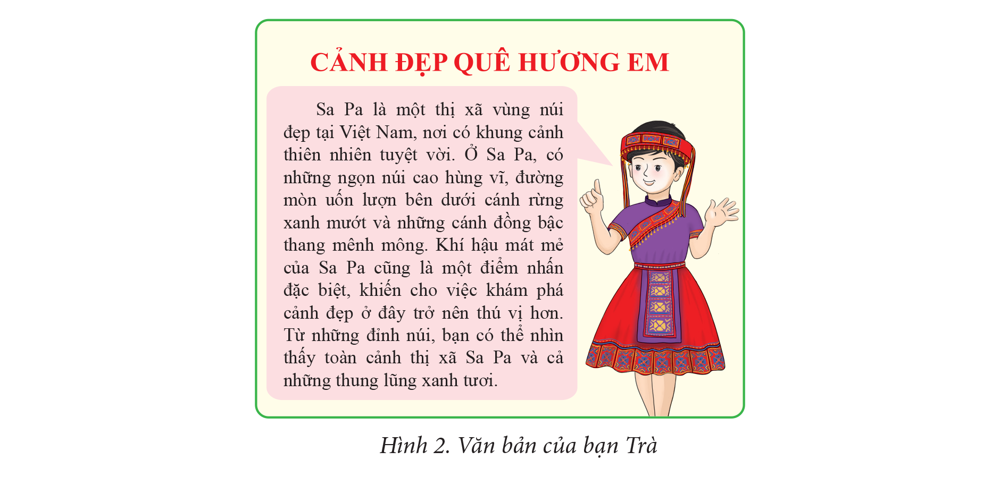 CẢNH ĐẸP QUÊ HƯƠNG EM
Sa Pa là một thị xã vùng núi
đẹp tại Việt Nam, nơi có khung cảnh
thiên nhiên tuyệt vời. Ở Sa Pa, có
những ngọn núi cao hùng vĩ, đường
mòn uốn lượn bên dưới cánh rừng
xanh mướt và những cánh đồng bậc
thang mênh mông. Khí hậu mát mẻ
của Sa Pa cũng là một điểm nhấn
đặc biệt, khiến cho việc khám phá
cảnh đẹp ở đây trở nên thú vị hơn.
Từ những đỉnh núi, bạn có thể nhìn
thấy toàn cảnh thị xã Sa Pa và cả
những thung lũng xanh tươi.
Hình 2. Văn bản của bạn Trà